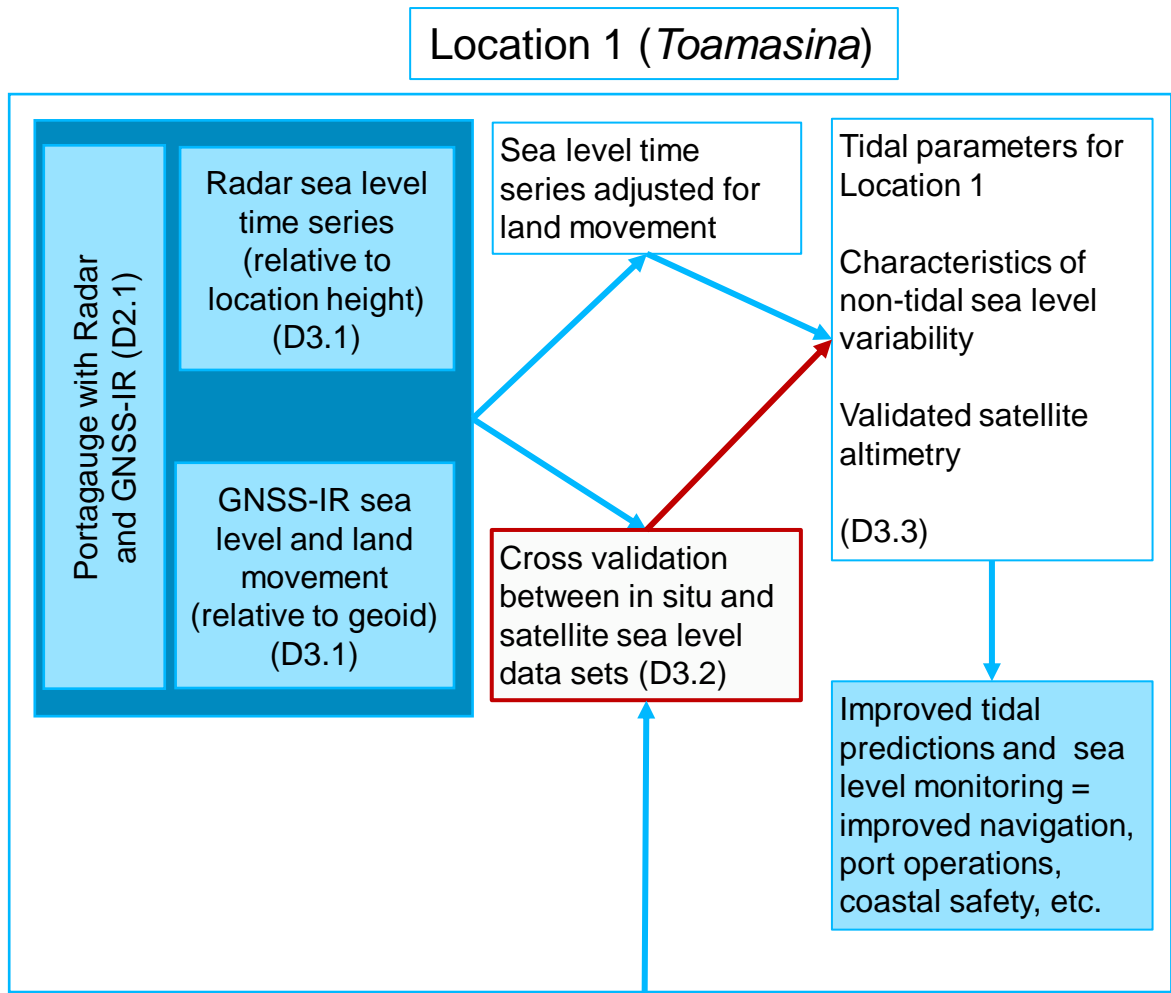 Location 1 (Toamasina)
Portagauge with Radar
and GNSS-IR (D2.1)
Radar sea level
time series
(relative to
location height)
(D3.1)
GNSS-IR sea
level and land
movement
(relative to geoid)
(D3.1)
Sea level time
series adjusted for
land movement
Cross validation
between in situ and
satellite sea level
data sets (D3.2)
Tidal parameters for
Location 1
Characteristics of
non-tidal sea level
variability
Validated satellite
altimetry
(D3.3)
Improved tidal
predictions and sea
level monitoring =
improved navigation,
port operations,
coastal safety, etc.